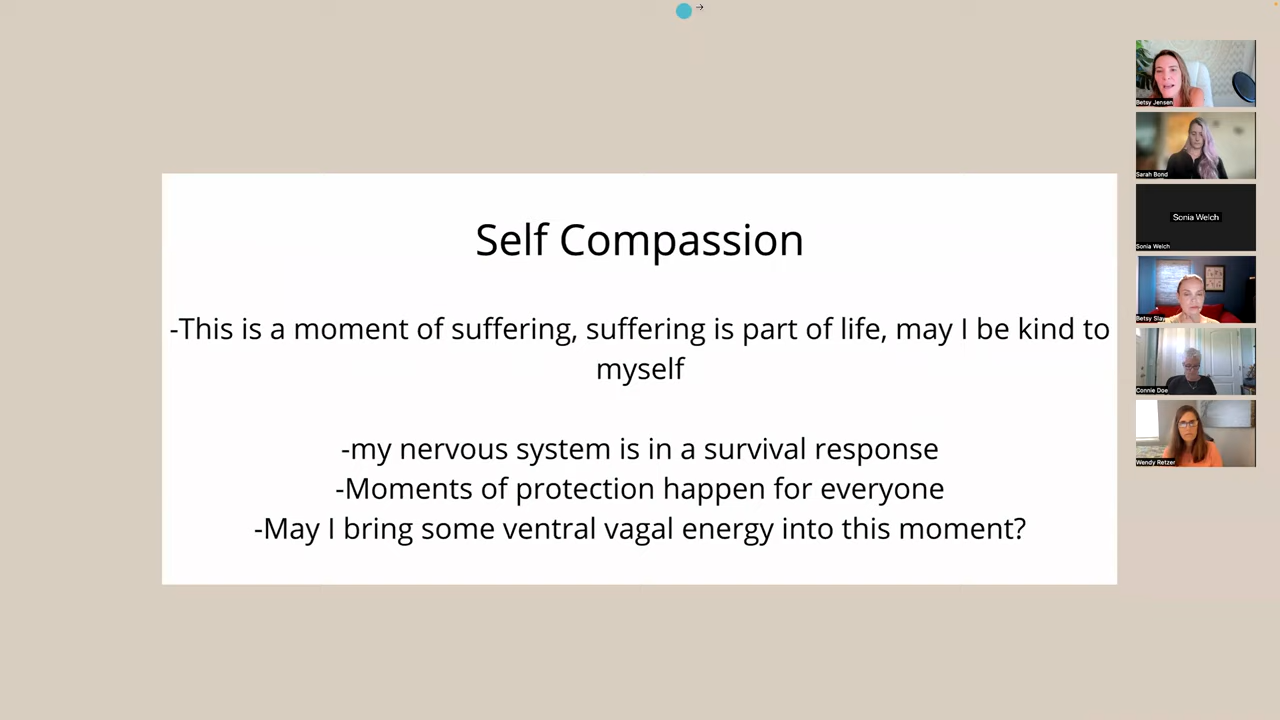 Self Compassion
-This is a moment of suffering, suffering is part of life, may I be kind to
myself
-my nervous system is in a survival response
-Moments of protection happen for everyone
-May I bring some ventral vagal energy into this moment?
Betsy Jensen
Sarah Bond
Sonia Welch
Sonia Welch
Betsy Slay
Connie Doe
Wendy Retzer